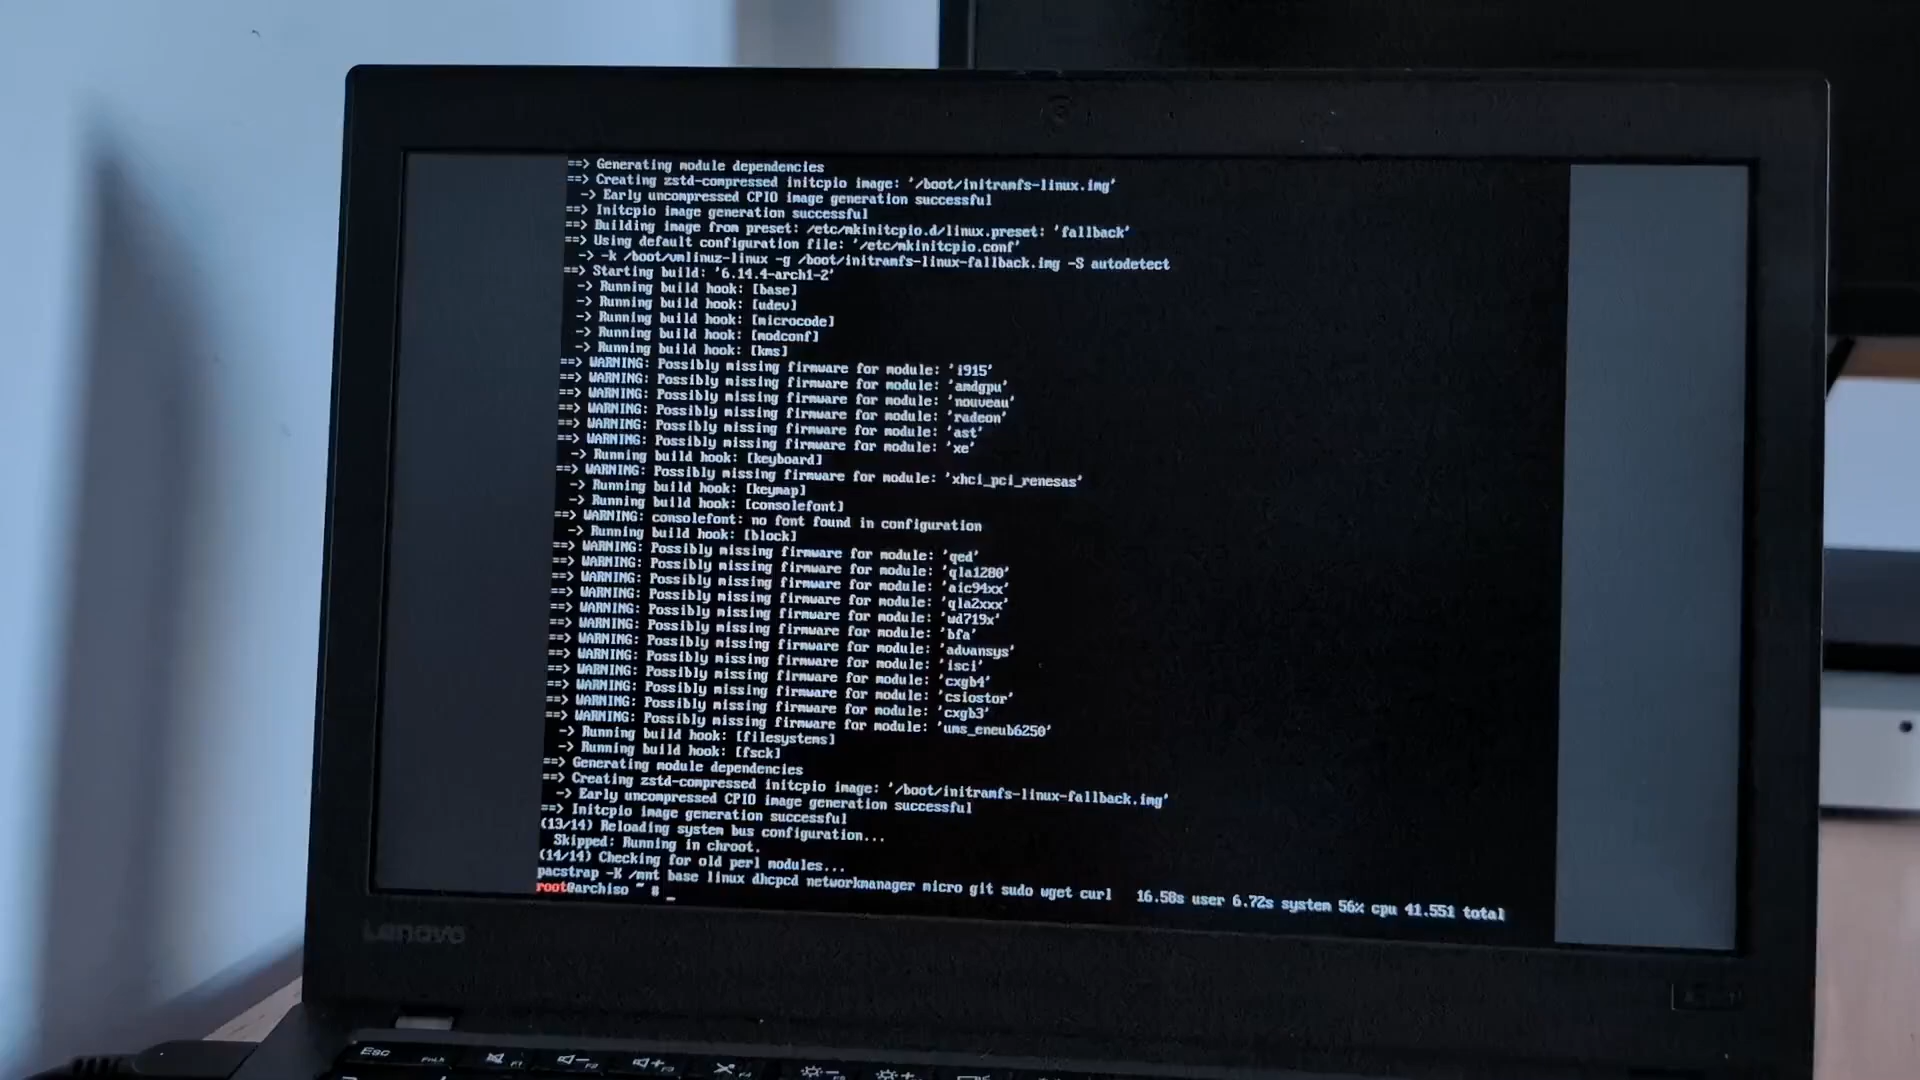 ==> Generating module dependencies
==> Creating zstd-compressed initcpio image: '/boot/initramfs-linux.img'
-> Early uncompressed CPIO image generation successful
==> Initcpio image generation successful
==> Building image from preset: /etc/mkinitcpio.d/linux.preset: 'fallback'
==> Using default configuration file: '/etc/mkinitcpio.conf'
-> -k /boot/vmlinuz-linux -g /boot/initramfs-linux-fallback.img -S autodetect
==> Starting build: '6.14.4-arch1-2'
-> Running build hook: [base]
-> Running build hook: [udev]
-> Running build hook: [microcode]
-> Running build hook: [modconf]
-> Running build hook: [kms]
==> WARNING: Possibly missing firmware for module: 'i915'
==> WARNING: Possibly missing firmware for module: 'amdgpu'
==> WARNING: Possibly missing firmware for module: 'nouveau'
==> WARNING: Possibly missing firmware for module: 'radeon'
==> WARNING: Possibly missing firmware for module: 'ast'
==> WARNING: Possibly missing firmware for module: 'xe'
-> Running build hook: [keyboard]
==> WARNING: Possibly missing firmware for module: 'xhci_pci_renesas'
-> Running build hook: [keymap]
-> Running build hook: [consolefont]
==> WARNING: consolefont: no font found in configuration
-> Running build hook: [block]
==> WARNING: Possibly missing firmware for module: 'qed'
==> WARNING: Possibly missing firmware for module: 'qla1280'
==> WARNING: Possibly missing firmware for module: 'aic94xx'
==> WARNING: Possibly missing firmware for module: 'qla2xxx'
==> WARNING: Possibly missing firmware for module: 'wd719x'
==> WARNING: Possibly missing firmware for module: 'bfa'
==> WARNING: Possibly missing firmware for module: 'advansys'
==> WARNING: Possibly missing firmware for module: 'isci'
==> WARNING: Possibly missing firmware for module: 'cxgb4'
==> WARNING: Possibly missing firmware for module: 'csiostor'
==> WARNING: Possibly missing firmware for module: 'cxgb3'
==> WARNING: Possibly missing firmware for module: 'ums_eneub6250'
-> Running build hook: [filesystems]
-> Running build hook: [fsck]
==> Generating module dependencies
==> Creating zstd-compressed initcpio image: '/boot/initramfs-linux-fallback.img'
-> Early uncompressed CPIO image generation successful
==> Initcpio image generation successful
(13/14) Reloading system bus configuration...
Skipped: Running in chroot.
(14/14) Checking for old perl modules...
pacstrap -K /mnt base linux dhcpcd networkmanager micro git sudo wget curl 16.58s user 6.72s system 56% cpu 41.551 total
root@archiso ~ # _
Lenovo
Esc FnLk F1 F2 F3 F4